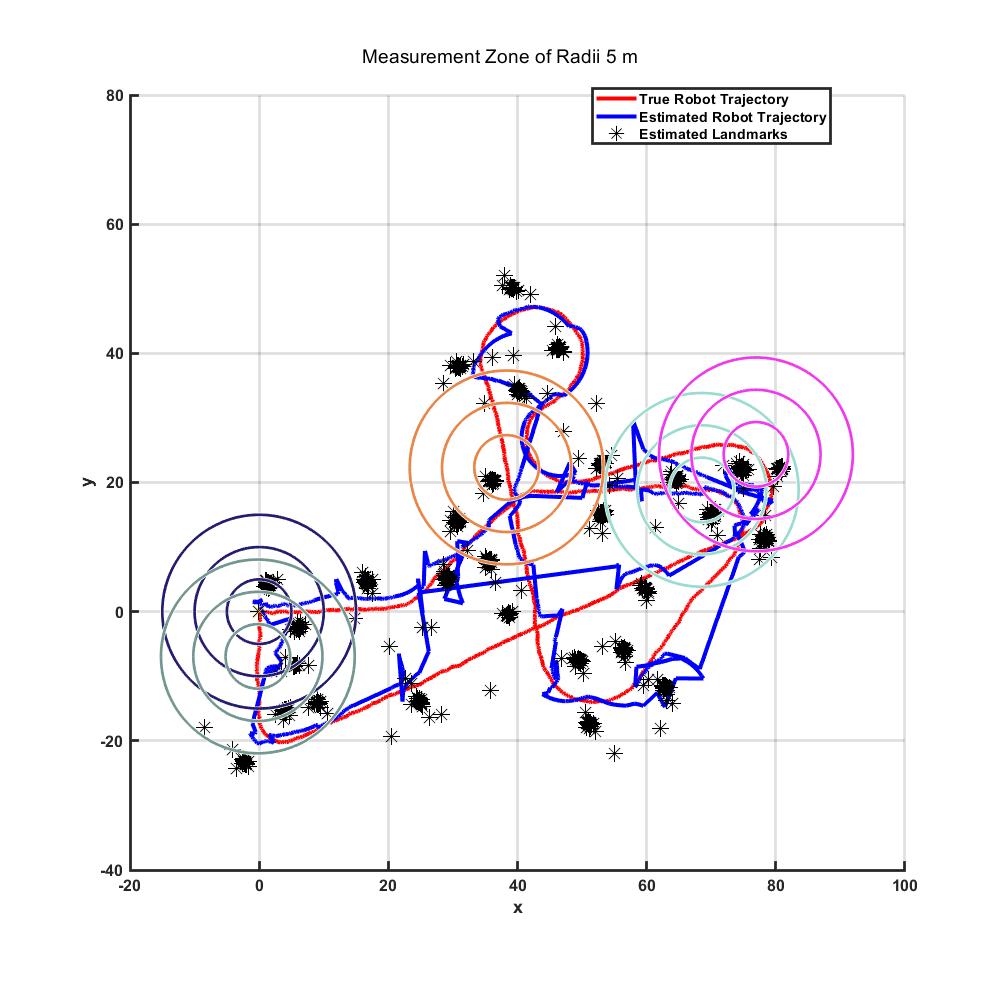 Measurement Zone of Radii 5 m
True Robot Trajectory
Estimated Robot Trajectory
Estimated Landmarks
80
60
40
20
0
-20
-40
y
-20 0 20 40 60 80 100
x